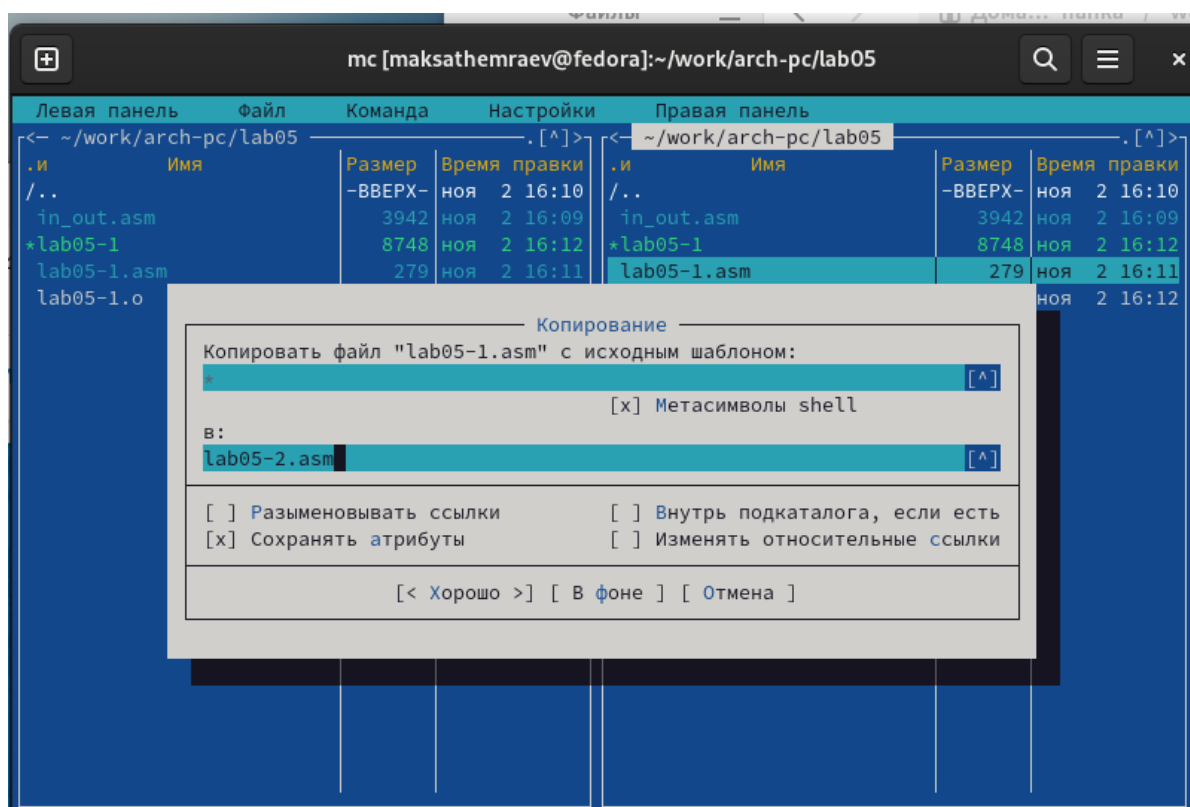 Файлы
Дома... папка / w
mc [maksathemraev@fedora]:~/work/arch-pc/lab05
Левая панель Файл Команда Настройки Правая панель
<— ~/work/arch-pc/lab05 .[^]> <— ~/work/arch-pc/lab05 .[^]>
.и Имя Размер Время правки .и Имя Размер Время правки
/.. -ВВЕРХ- ноя 2 16:10 /.. -ВВЕРХ- ноя 2 16:10
in_out.asm 3942 ноя 2 16:09 in_out.asm 3942 ноя 2 16:09
*lab05-1 8748 ноя 2 16:12 *lab05-1 8748 ноя 2 16:12
lab05-1.asm 279 ноя 2 16:11 lab05-1.asm 279 ноя 2 16:11
lab05-1.o ноя 2 16:12
Копирование
Копировать файл "lab05-1.asm" с исходным шаблоном:
* [^]
[x] Метасимволы shell
в:
lab05-2.asm [^]
[ ] Разыменовывать ссылки [ ] Внутрь подкаталога, если есть
[x] Сохранять атрибуты [ ] Изменять относительные ссылки
[< Хорошо >] [ В фоне ] [ Отмена ]